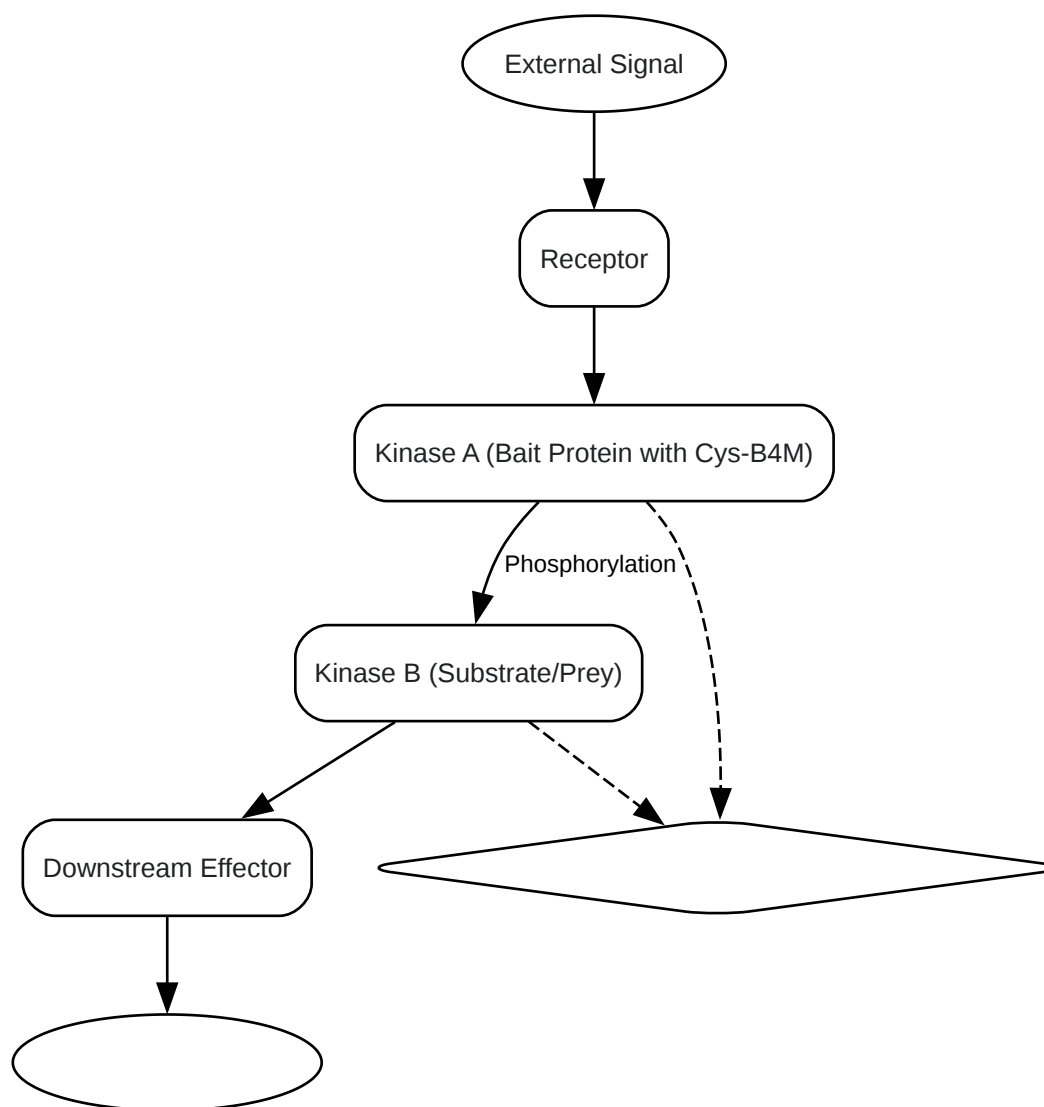 External Signal
Receptor
Kinase A (Bait Protein with Cys-B4M)
Phosphorylation
Kinase B (Substrate/Prey)
Downstream Effector